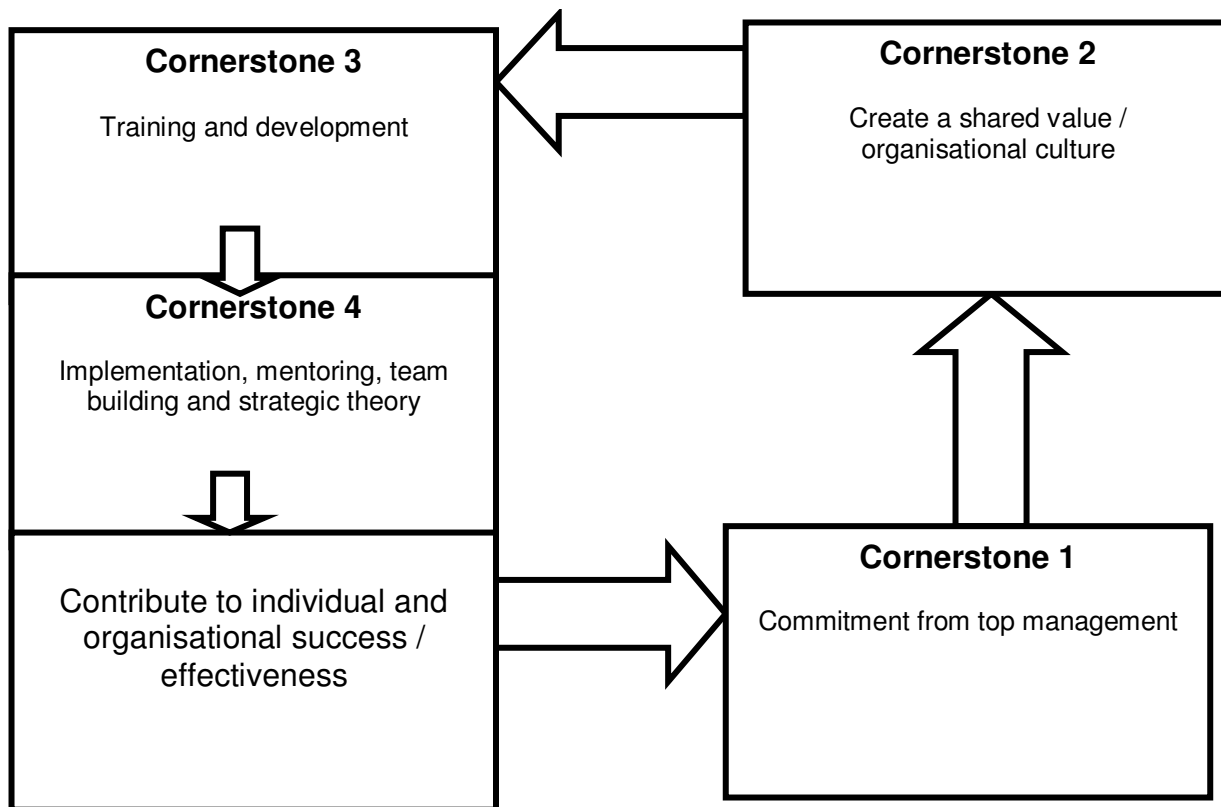 Cornerstone 3
Training and development
Cornerstone 2
Create a shared value /
organisational culture
Cornerstone 4
Implementation, mentoring, team
building and strategic theory
Contribute to individual and
organisational success /
effectiveness
Cornerstone 1
Commitment from top management